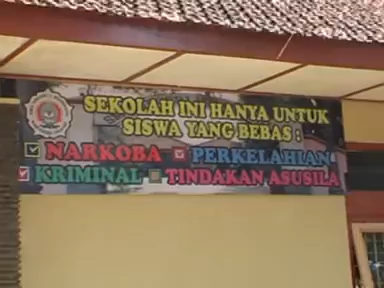 SEKOLAH INI HANYA UNTUK
SISWA YANG BEBAS :
NARKOBA PERKELAHIAN
KRIMINAL TINDAKAN ASUSILA